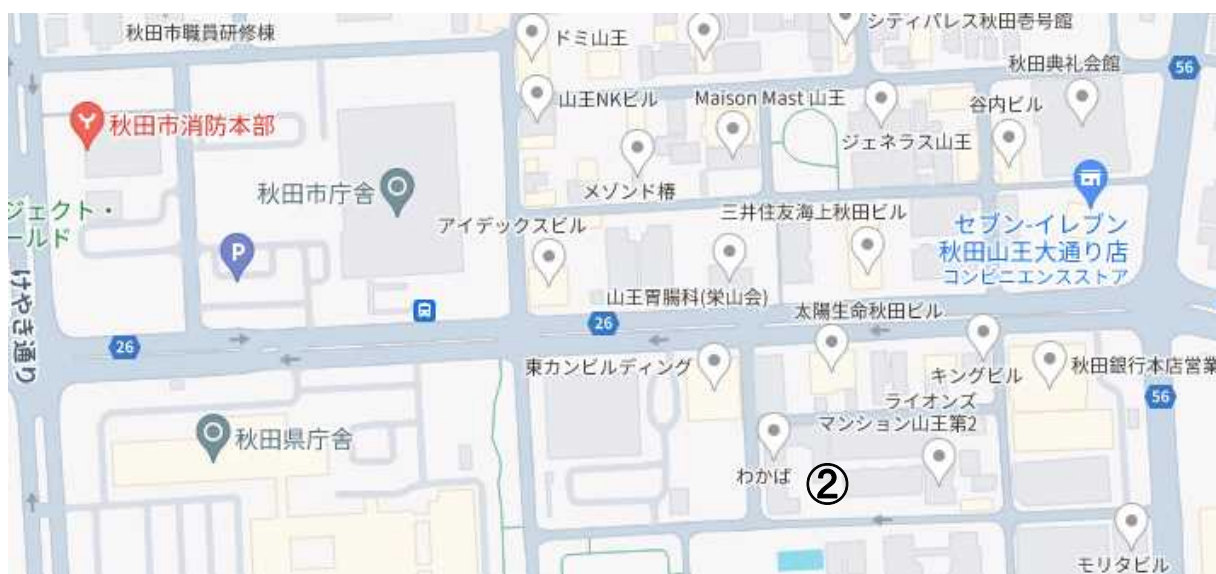 秋田市職員研修棟
ドミ山王
シティパレス秋田壱号館
秋田典礼会館
56
山王NKビル
Maison Mast 山王
谷内ビル
秋田市消防本部
ジェネラス山王
秋田市庁舎
メゾンド椿
ジェクト・
ールド
アイデックスビル
三井住友海上秋田ビル
セブン-イレブン
秋田山王大通り店
コンビニエンスストア
P
けやき通り
山王胃腸科(栄山会)
26
26
太陽生命秋田ビル
東カンビルディング
キングビル
秋田銀行本店営業
56
ライオンズ
マンション山王第2
秋田県庁舎
わかば
②
モリタビル